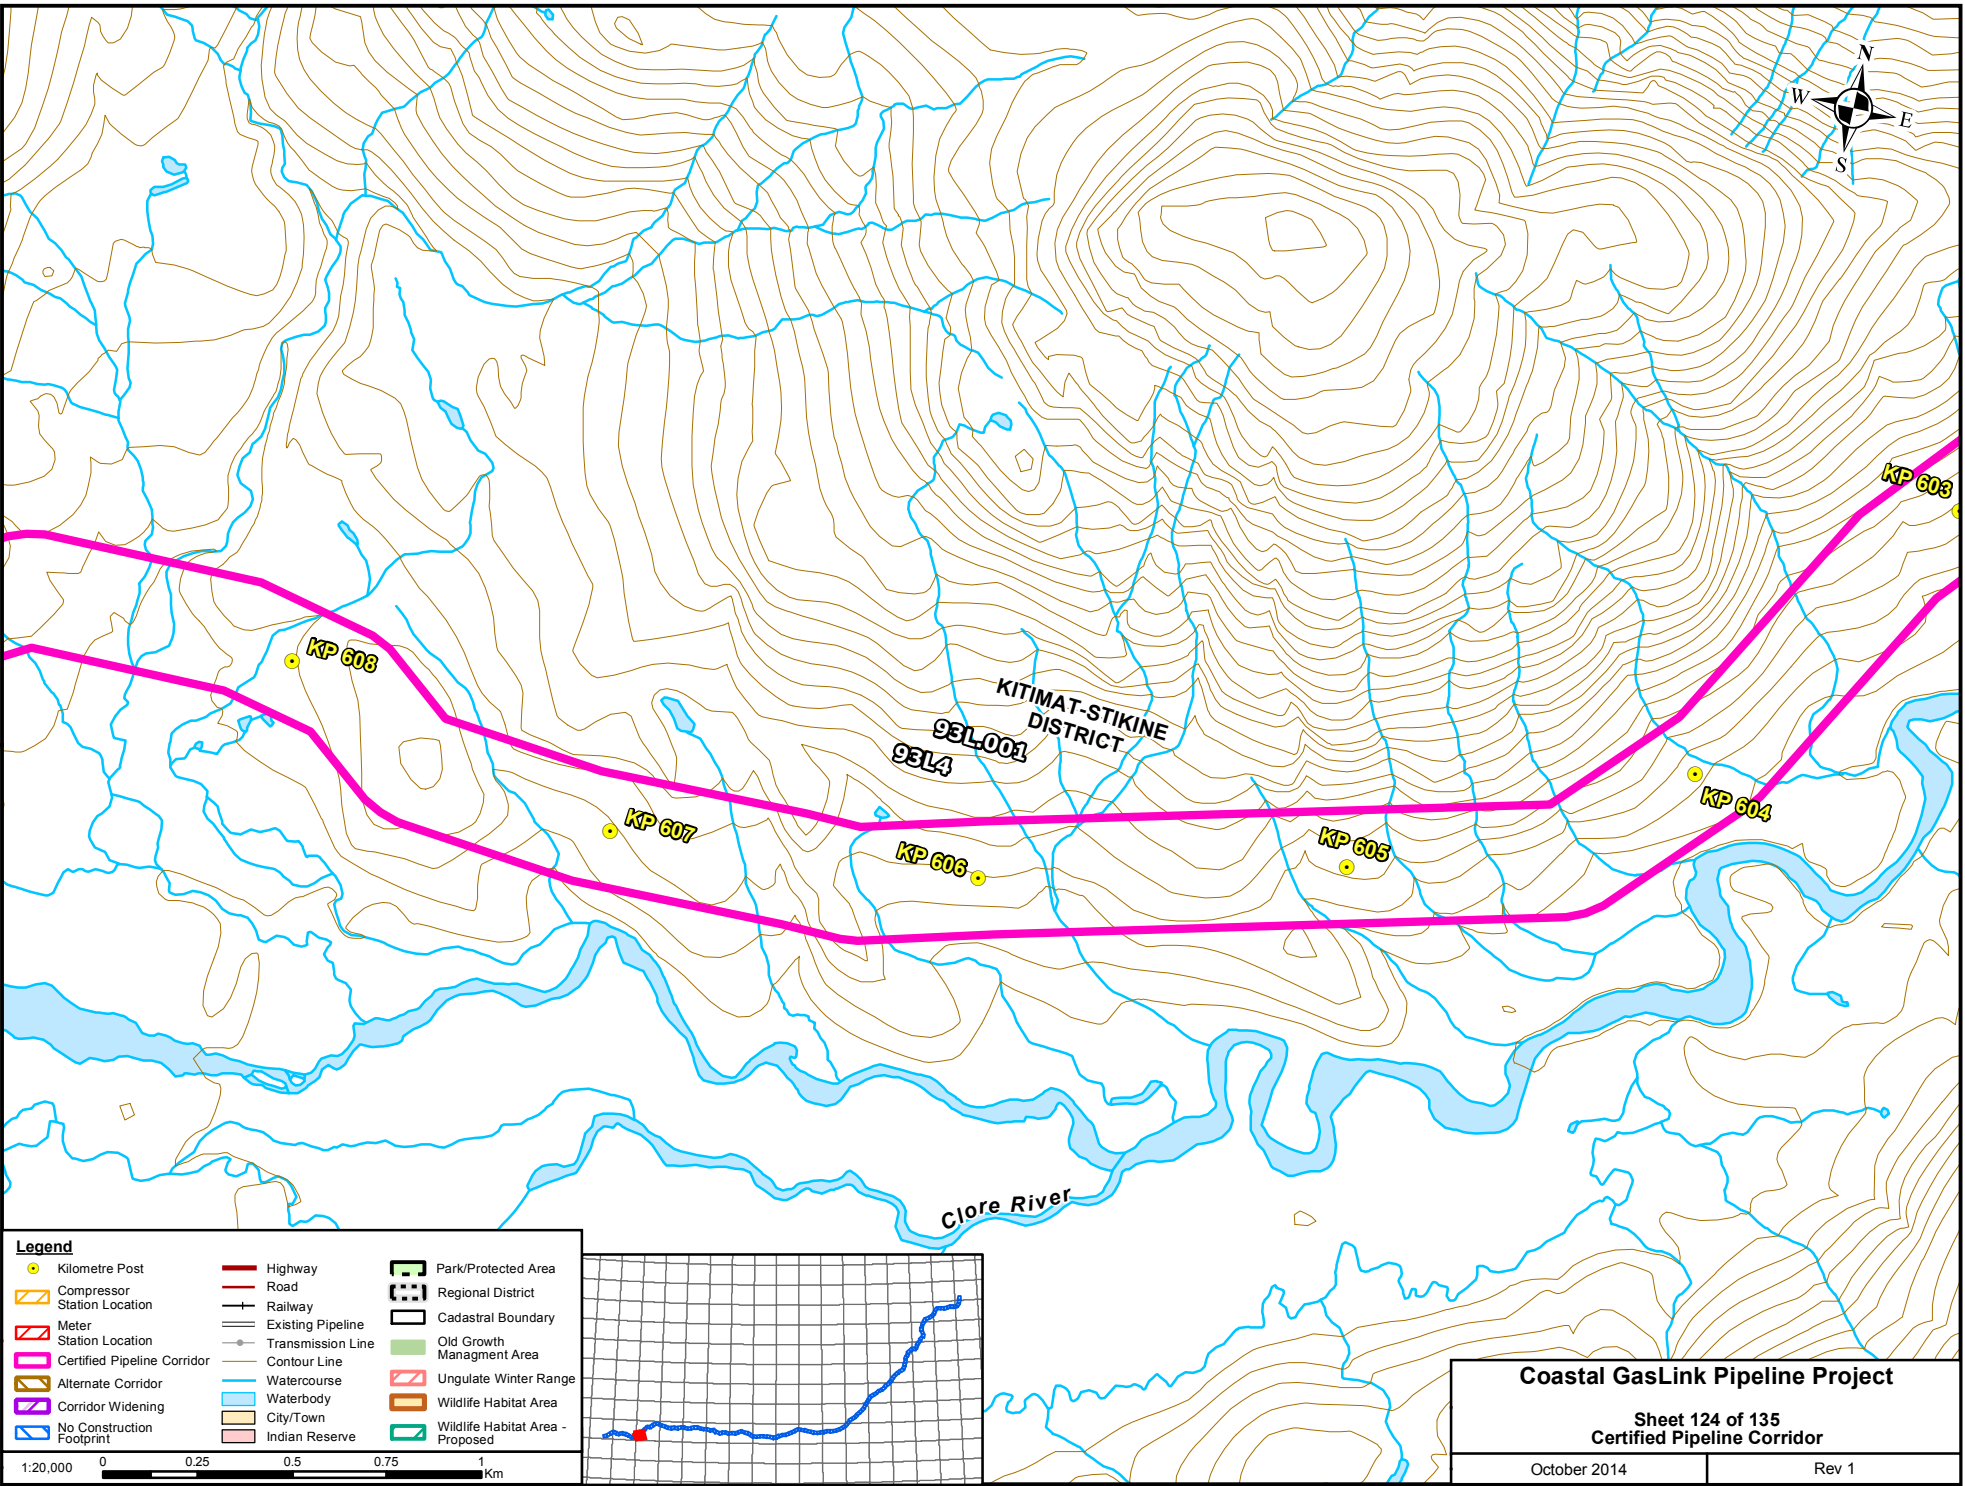 N
W
E
S
KP 603
KP 608
KITIMAT-STIKINE
DISTRICT
93L.001
93L4
KP 604
KP 607
KP 605
KP 606
Clore River
Legend
Kilometre Post
Compressor
Station Location
Meter
Station Location
Certified Pipeline Corridor
Alternate Corridor
Corridor Widening
No Construction
Footprint
Highway
Road
Railway
Existing Pipeline
Transmission Line
Contour Line
Watercourse
Waterbody
City/Town
Indian Reserve
Park/Protected Area
Regional District
Cadastral Boundary
Old Growth
Managment Area
Ungulate Winter Range
Wildlife Habitat Area
Wildlife Habitat Area -
Proposed
1:20,000
0 0.25 0.5 0.75 1
Km
Coastal GasLink Pipeline Project
Sheet 124 of 135
Certified Pipeline Corridor
October 2014
Rev 1